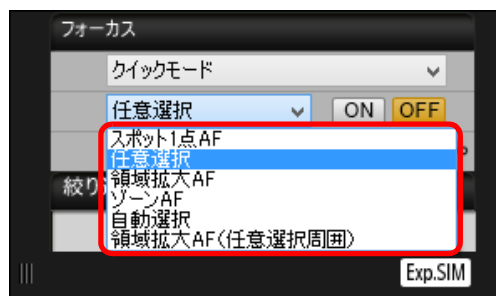 フォーカス
クイックモード
任意選択 ON OFF
スポット1点AF
任意選択
領域拡大AF
絞り
ゾーンAF
自動選択
領域拡大AF(任意選択周囲)
Exp.SIM